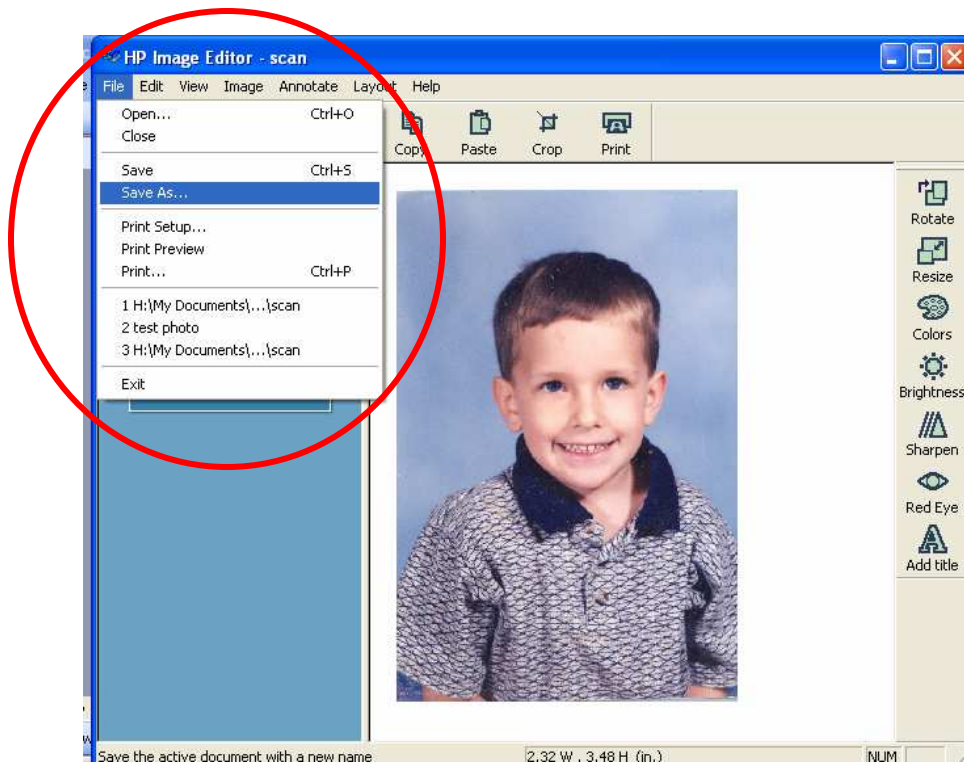 HP Image Editor - scan
File Edit View Image Annotate Layout Help
Copy Paste Crop Print
Open... Ctrl+O
Close
Save Ctrl+S
Save As...
Print Setup...
Print Preview
Print... Ctrl+P
1 H:\My Documents\...\scan
2 test photo
3 H:\My Documents\...\scan
Exit
Rotate
Resize
Colors
Brightness
Sharpen
Red Eye
Add title
Save the active document with a new name 2.32 W , 3.48 H (in.) NUM